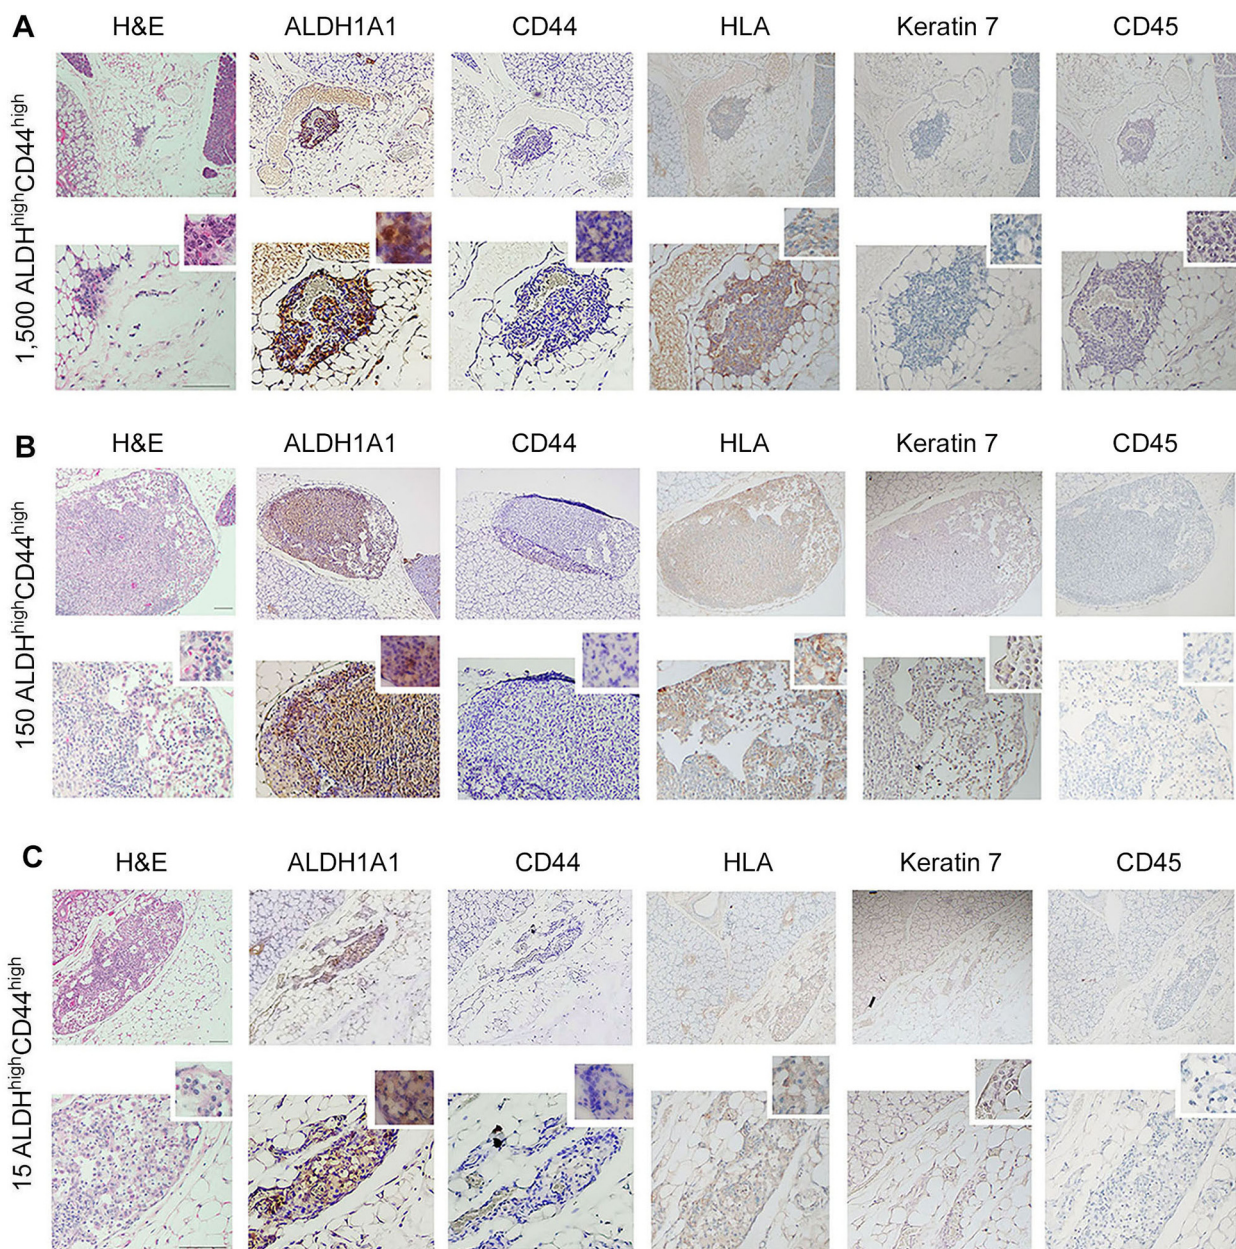 A
H&E ALDH1A1 CD44 HLA Keratin 7 CD45
1,500 ALDHhighCD44high
B
H&E ALDH1A1 CD44 HLA Keratin 7 CD45
150 ALDHhighCD44high
C
H&E ALDH1A1 CD44 HLA Keratin 7 CD45
15 ALDHhighCD44high